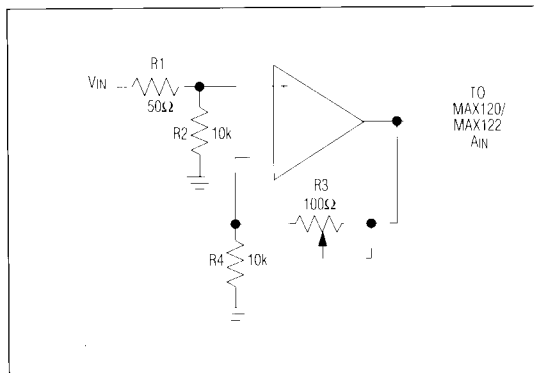 R1
VIN
50Ω
R2 10k
TO
MAX120/
MAX122
AIN
R3
100Ω
R4 10k